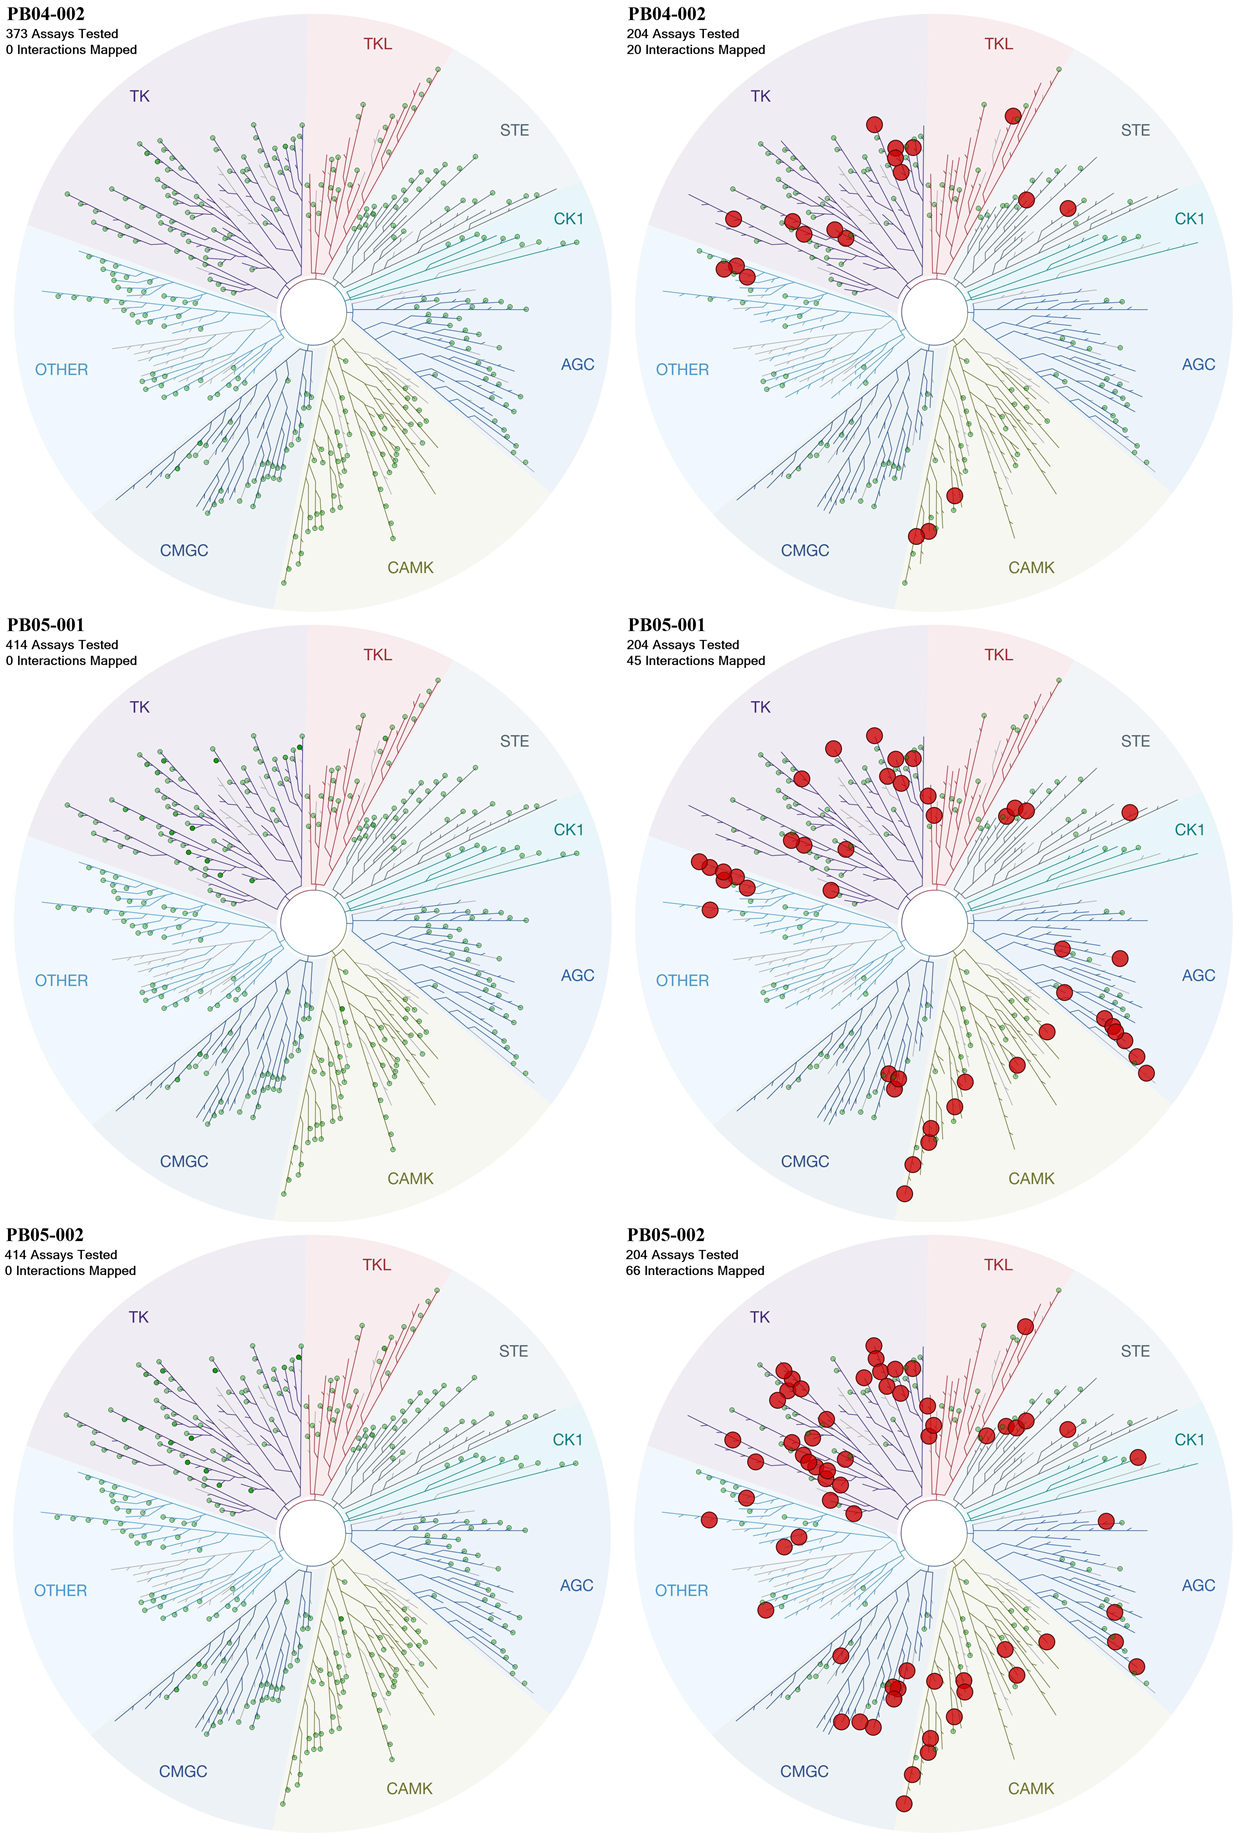 PB04-002
373 Assays Tested
0 Interactions Mapped
TK
TKL
STE
CK1
AGC
CAMK
CMGC
OTHER
PB04-002
204 Assays Tested
20 Interactions Mapped
TK
TKL
STE
CK1
AGC
CAMK
CMGC
OTHER
PB05-001
414 Assays Tested
0 Interactions Mapped
TK
TKL
STE
CK1
AGC
CAMK
CMGC
OTHER
PB05-001
204 Assays Tested
45 Interactions Mapped
TK
TKL
STE
CK1
AGC
CAMK
CMGC
OTHER
PB05-002
414 Assays Tested
0 Interactions Mapped
TK
TKL
STE
CK1
AGC
CAMK
CMGC
OTHER
PB05-002
204 Assays Tested
66 Interactions Mapped
TK
TKL
STE
CK1
AGC
CAMK
CMGC
OTHER